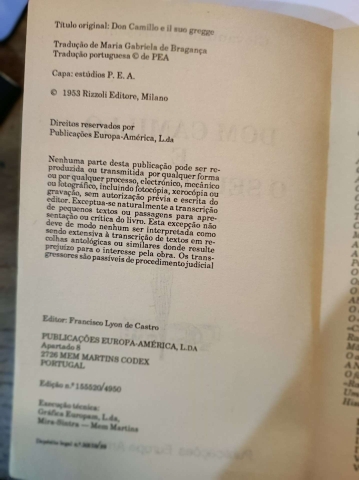 Título original: Don Camillo e il suo gregge
Tradução de Maria Gabriela de Bragança
Tradução portuguesa © de PEA
Capa: estúdios P. E. A.
© 1953 Rizzoli Editore, Milano
Direitos reservados por
Publicações Europa-América, L.da
Nenhuma parte desta publicação pode ser re-
produzida ou transmitida por qualquer forma
ou por qualquer processo, electrónico, mecânico
ou fotográfico, incluindo fotocópia, xerocópia ou
gravação, sem autorização prévia e escrita do
editor. Exceptua-se naturalmente a transcrição
de pequenos textos ou passagens para apre-
sentação ou crítica do livro. Esta excepção não
deve de modo nenhum ser interpretada como
sendo extensiva à transcrição de textos em re-
colhas antológicas ou similares donde resulte
prejuízo para o interesse pela obra. Os trans-
gressores são passíveis de procedimento judicial
Editor: Francisco Lyon de Castro
PUBLICAÇÕES EUROPA-AMÉRICA, L.DA
Apartado 8
2726 MEM MARTINS CODEX
PORTUGAL
Edição n.º 155520/4950
Execução técnica:
Gráfica Europam, L.da,
Mira-Sintra — Mem Martins
Depósito legal n.º